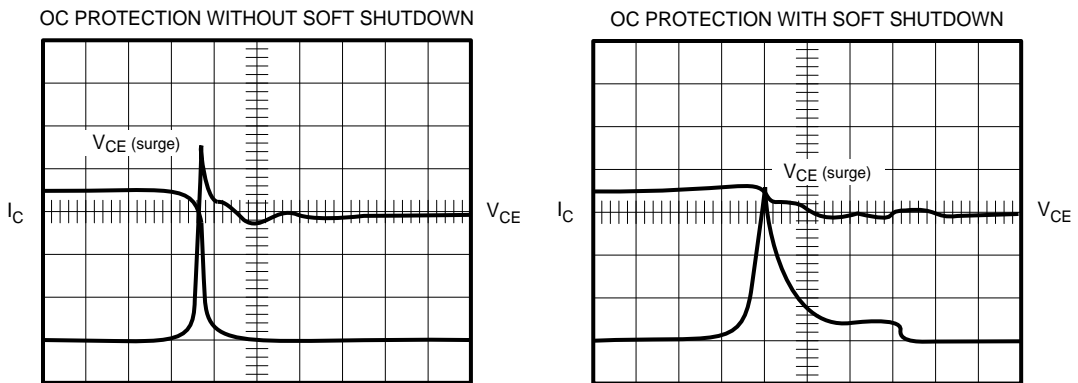 OC PROTECTION WITHOUT SOFT SHUTDOWN
VCE (surge)
IC
VCE
OC PROTECTION WITH SOFT SHUTDOWN
VCE (surge)
IC
VCE